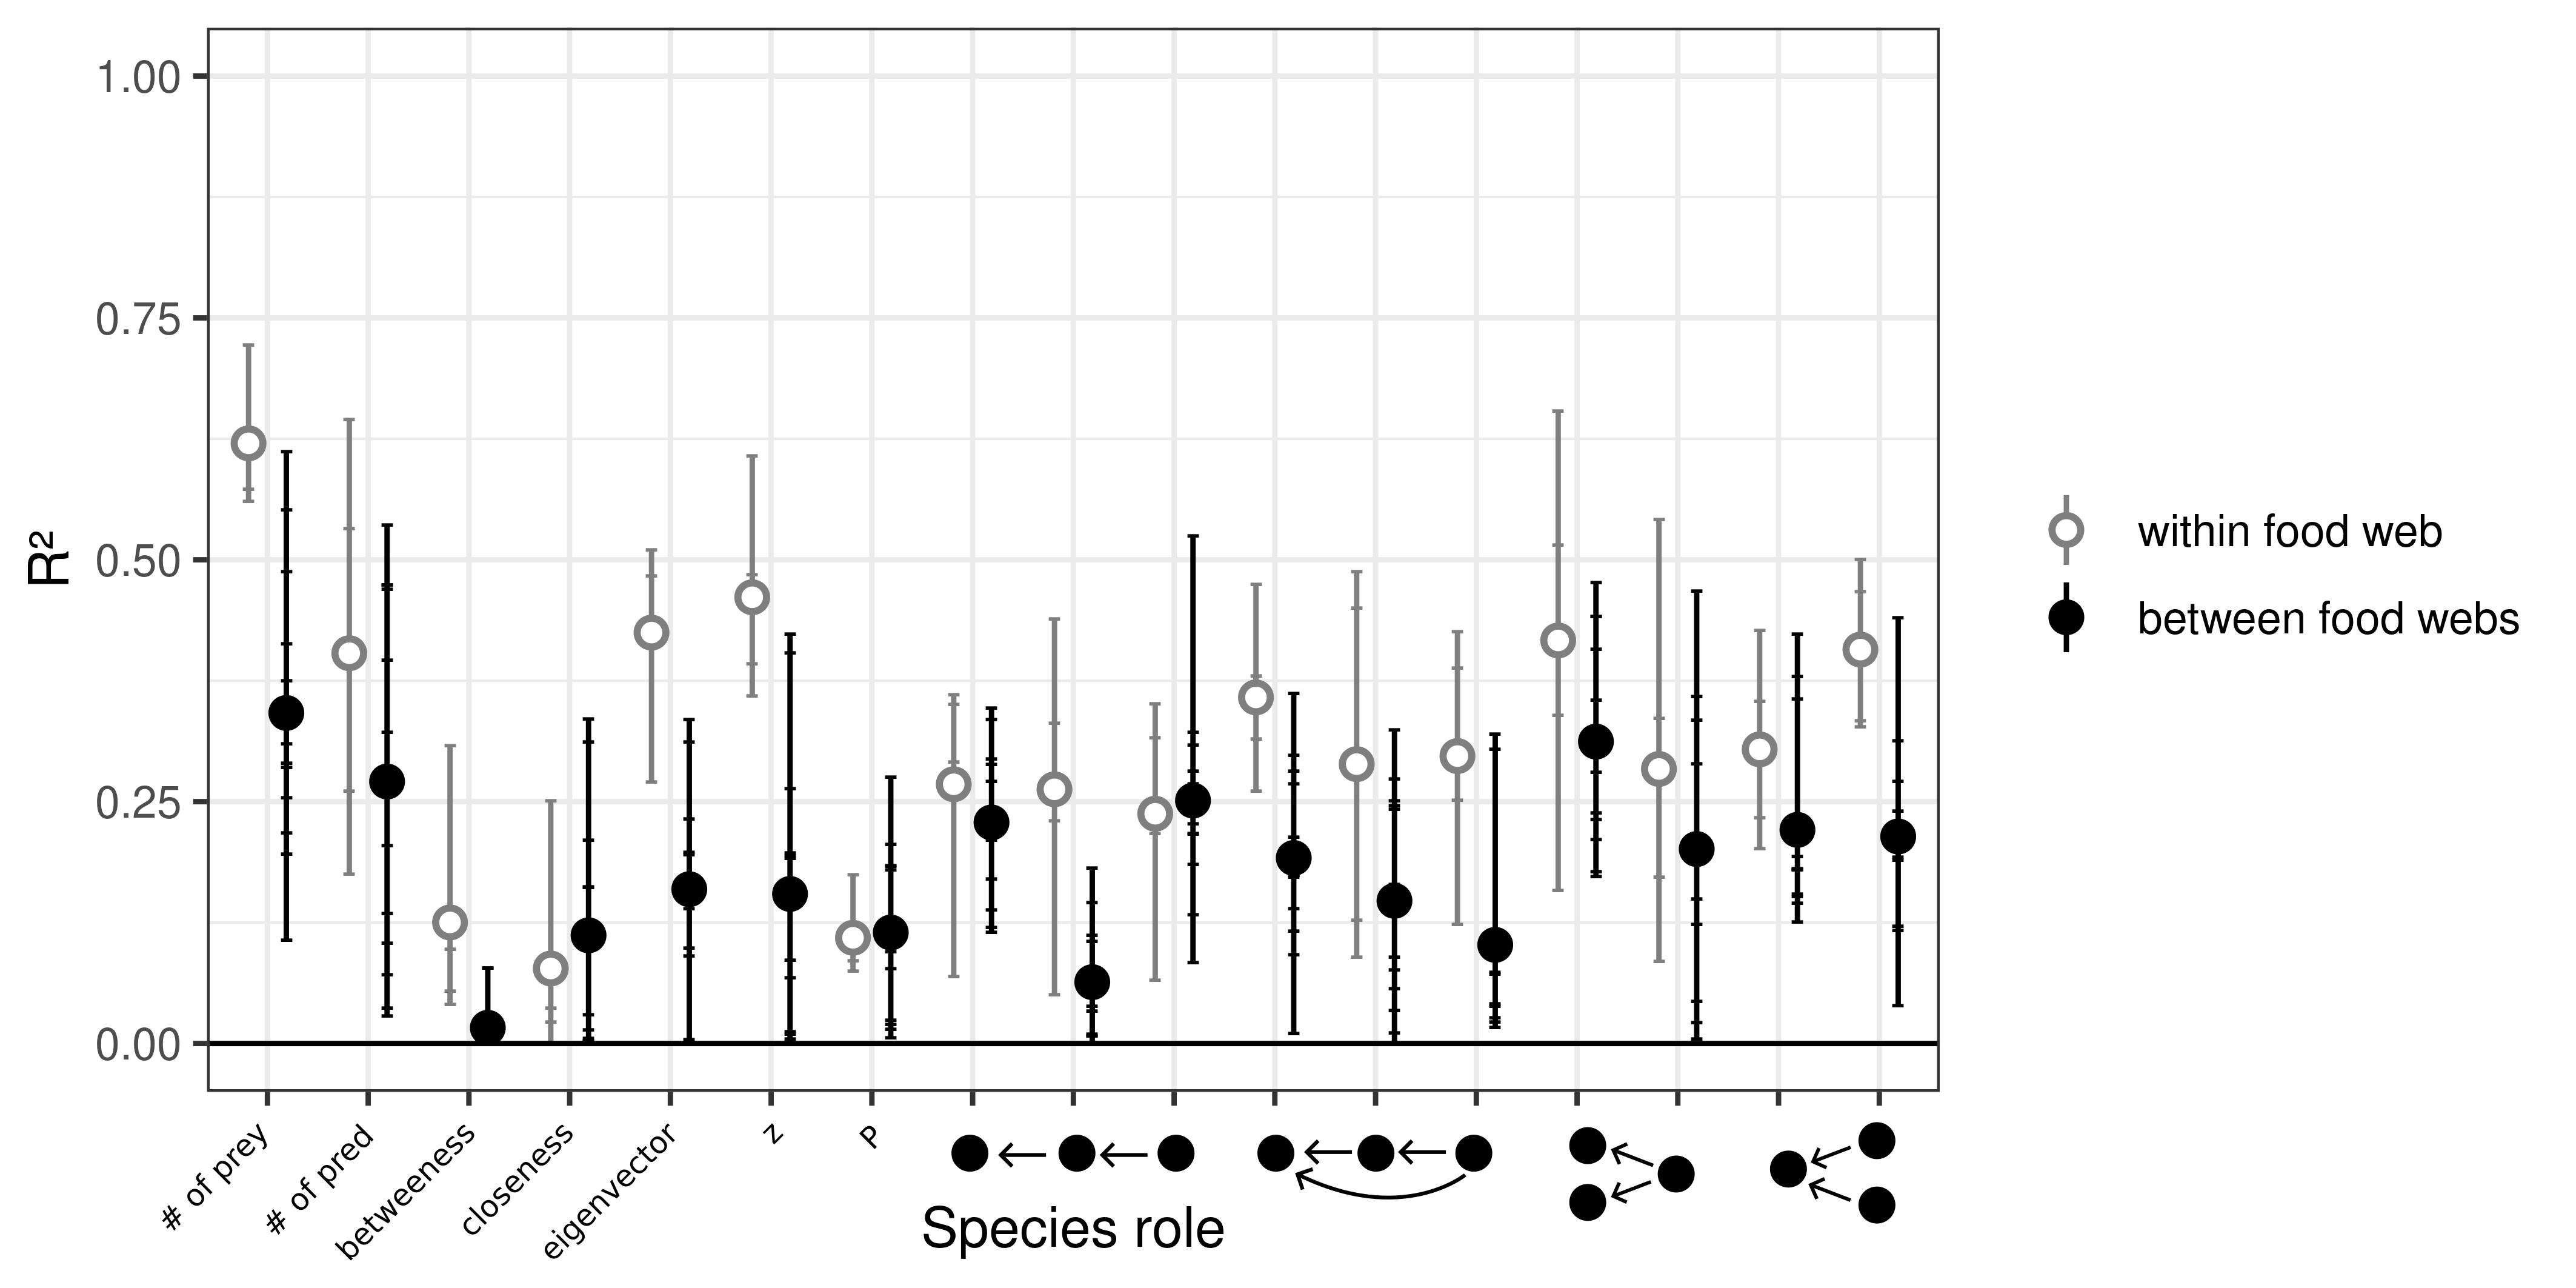 1.00
0.75
0.50
0.25
0.00
R²
# of prey
# of pred
betweeness
closeness
eigenvector
z
P
Species role
within food web
between food webs